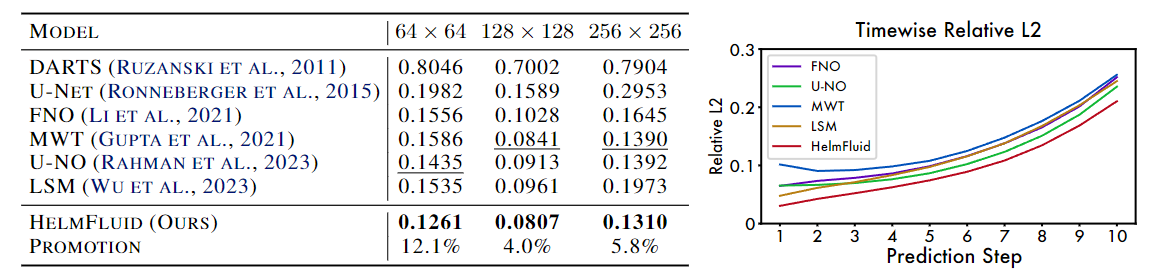 MODEL 64 × 64 128 × 128 256 × 256
DARTS (RUZANSKI ET AL., 2011) 0.8046 0.7002 0.7904
U-NET (RONNEBERGER ET AL., 2015) 0.1982 0.1589 0.2953
FNO (LI ET AL., 2021) 0.1556 0.1028 0.1645
MWT (GUPTA ET AL., 2021) 0.1586 0.0841 0.1390
U-NO (RAHMAN ET AL., 2023) 0.1435 0.0913 0.1392
LSM (WU ET AL., 2023) 0.1535 0.0961 0.1973
HELMFLUID (OURS) 0.1261 0.0807 0.1310
PROMOTION 12.1% 4.0% 5.8%
Timewise Relative L2
Relative L2
0.3
0.2
0.1
0
FNO
U-NO
MWT
LSM
HelmFluid
1 2 3 4 5 6 7 8 9 10
Prediction Step